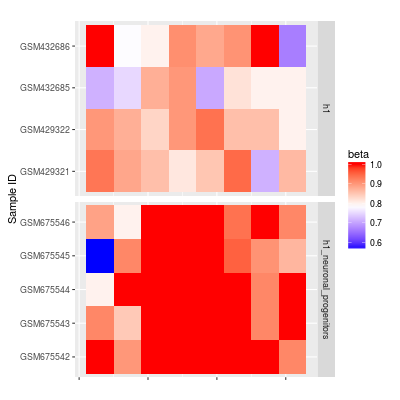 Sample ID
GSM432686
GSM432685
GSM429322
GSM429321
h1
GSM675546
GSM675545
GSM675544
GSM675543
GSM675542
h1_neuronal_progenitors
beta
1.0
0.9
0.8
0.7
0.6